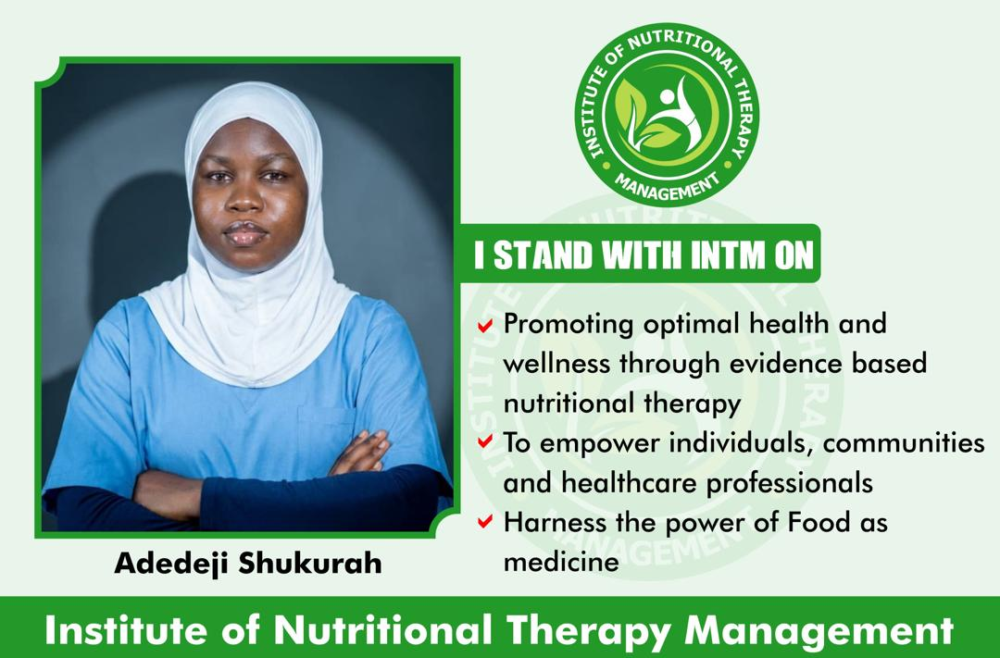 INSTITUTE OF NUTRITIONAL THERAPY
MANAGEMENT
I STAND WITH INTM ON
Promoting optimal health and
wellness through evidence based
nutritional therapy
To empower individuals, communities
and healthcare professionals
Harness the power of Food as
medicine
Adedeji Shukurah
Institute of Nutritional Therapy Management